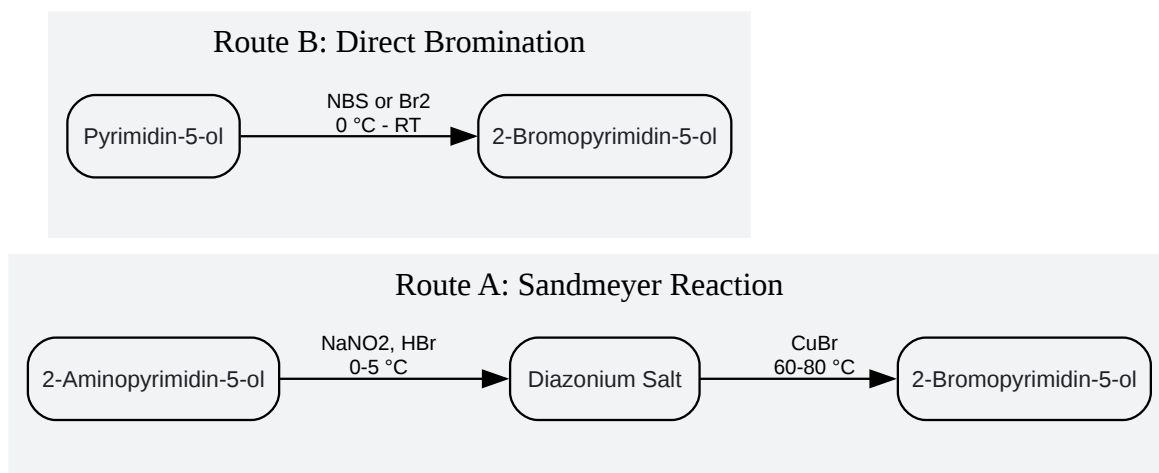 Route B: Direct Bromination
NBS or Br2
0 °C - RT
Pyrimidin-5-ol
2-Bromopyrimidin-5-ol
Route A: Sandmeyer Reaction
NaNO2, HBr
0-5 °C
CuBr
60-80 °C
2-Aminopyrimidin-5-ol
Diazonium Salt
2-Bromopyrimidin-5-ol